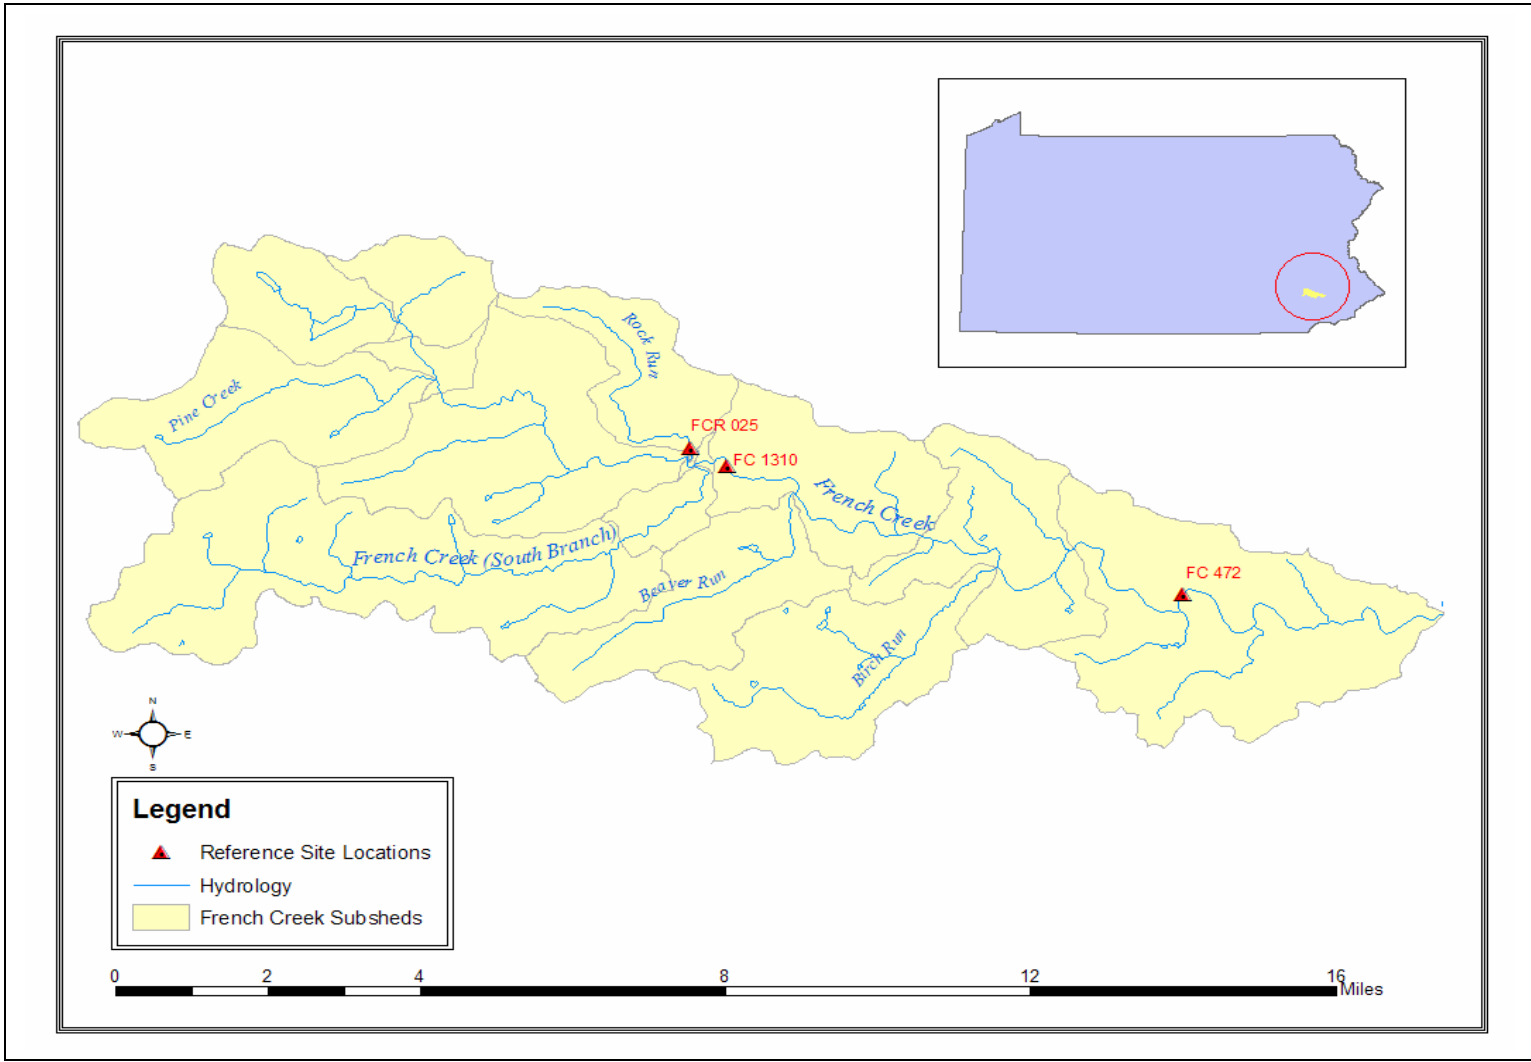 Rock Run
Pine Creek
FCR 025
FC 1310
French Creek
French Creek (South Branch)
FC 472
Beaver Run
Birch Run
N
W E
S
Legend
Reference Site Locations
Hydrology
French Creek Subsheds
0 2 4 8 12 16
Miles